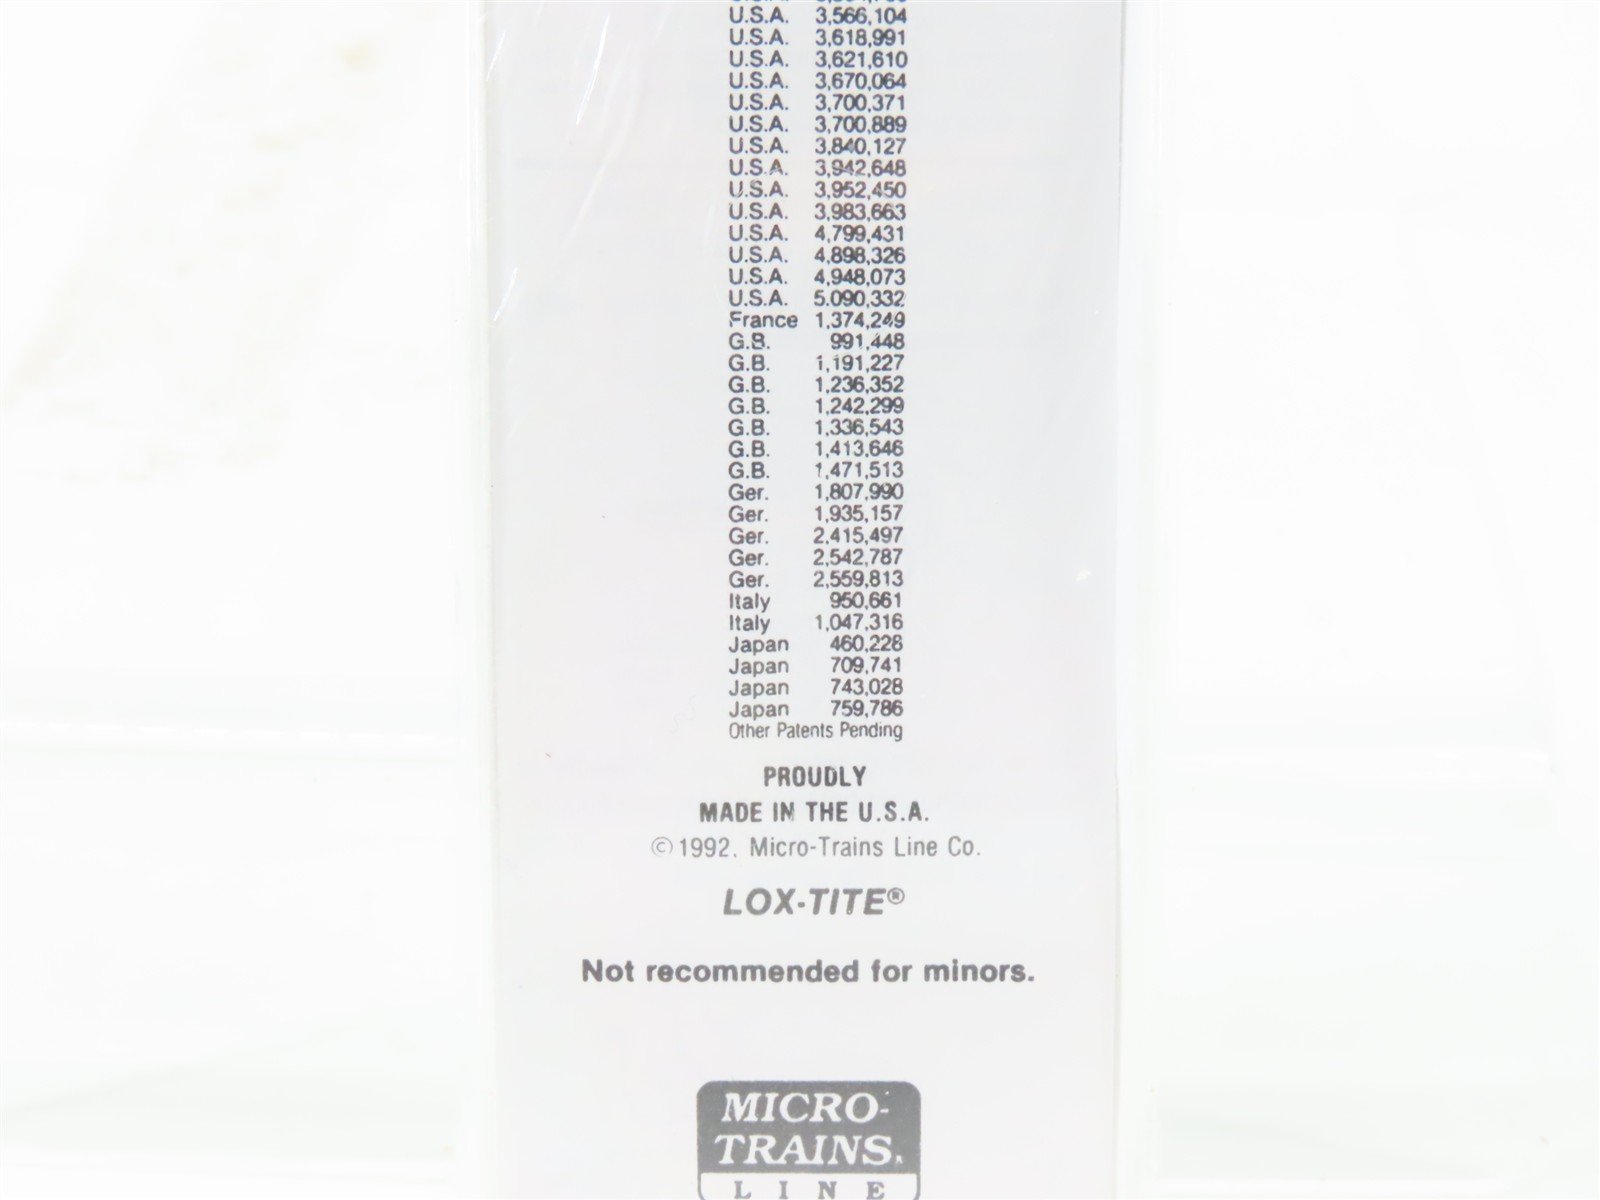 U.S.A. 3,566,104
U.S.A. 3,618,991
U.S.A. 3,621,610
U.S.A. 3,670,064
U.S.A. 3,700,371
U.S.A. 3,700,889
U.S.A. 3,840,127
U.S.A. 3,942,648
U.S.A. 3,952,450
U.S.A. 3,983,663
U.S.A. 4,799,431
U.S.A. 4,898,326
U.S.A. 4,948,073
U.S.A. 5,090,332
France 1,374,249
G.B. 991,448
G.B. 1,191,227
G.B. 1,236,352
G.B. 1,242,299
G.B. 1,336,543
G.B. 1,413,646
G.B. 1,471,513
Ger. 1,807,990
Ger. 1,935,157
Ger. 2,415,497
Ger. 2,542,787
Ger. 2,559,813
Italy 950,661
Italy 1,047,316
Japan 460,228
Japan 709,741
Japan 743,028
Japan 759,786
Other Patents Pending
PROUDLY
MADE IN THE U.S.A.
©1992. Micro-Trains Line Co.
LOX-TITE®
Not recommended for minors.
MICRO-
TRAINS
LINE